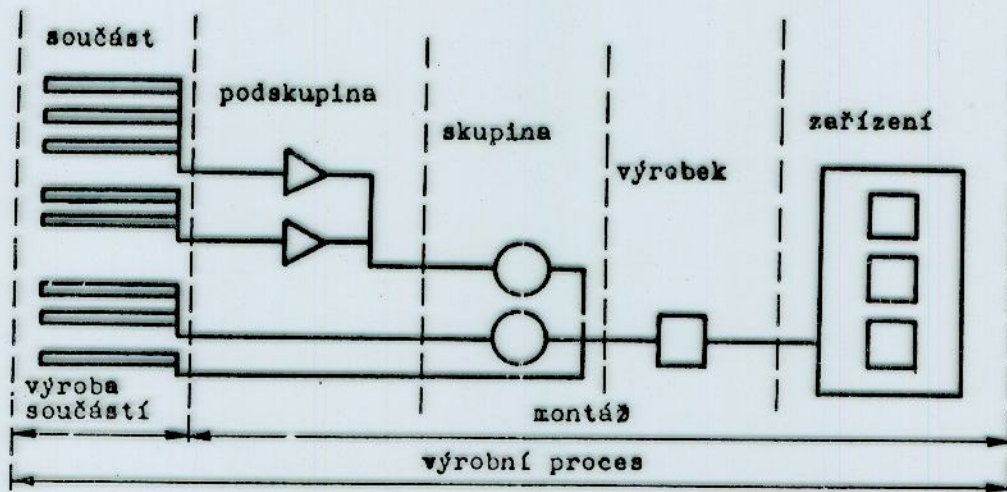 součást
podskupina
skupina
výrobek
zařízení
výroba
součástí
montáž
výrobní proces